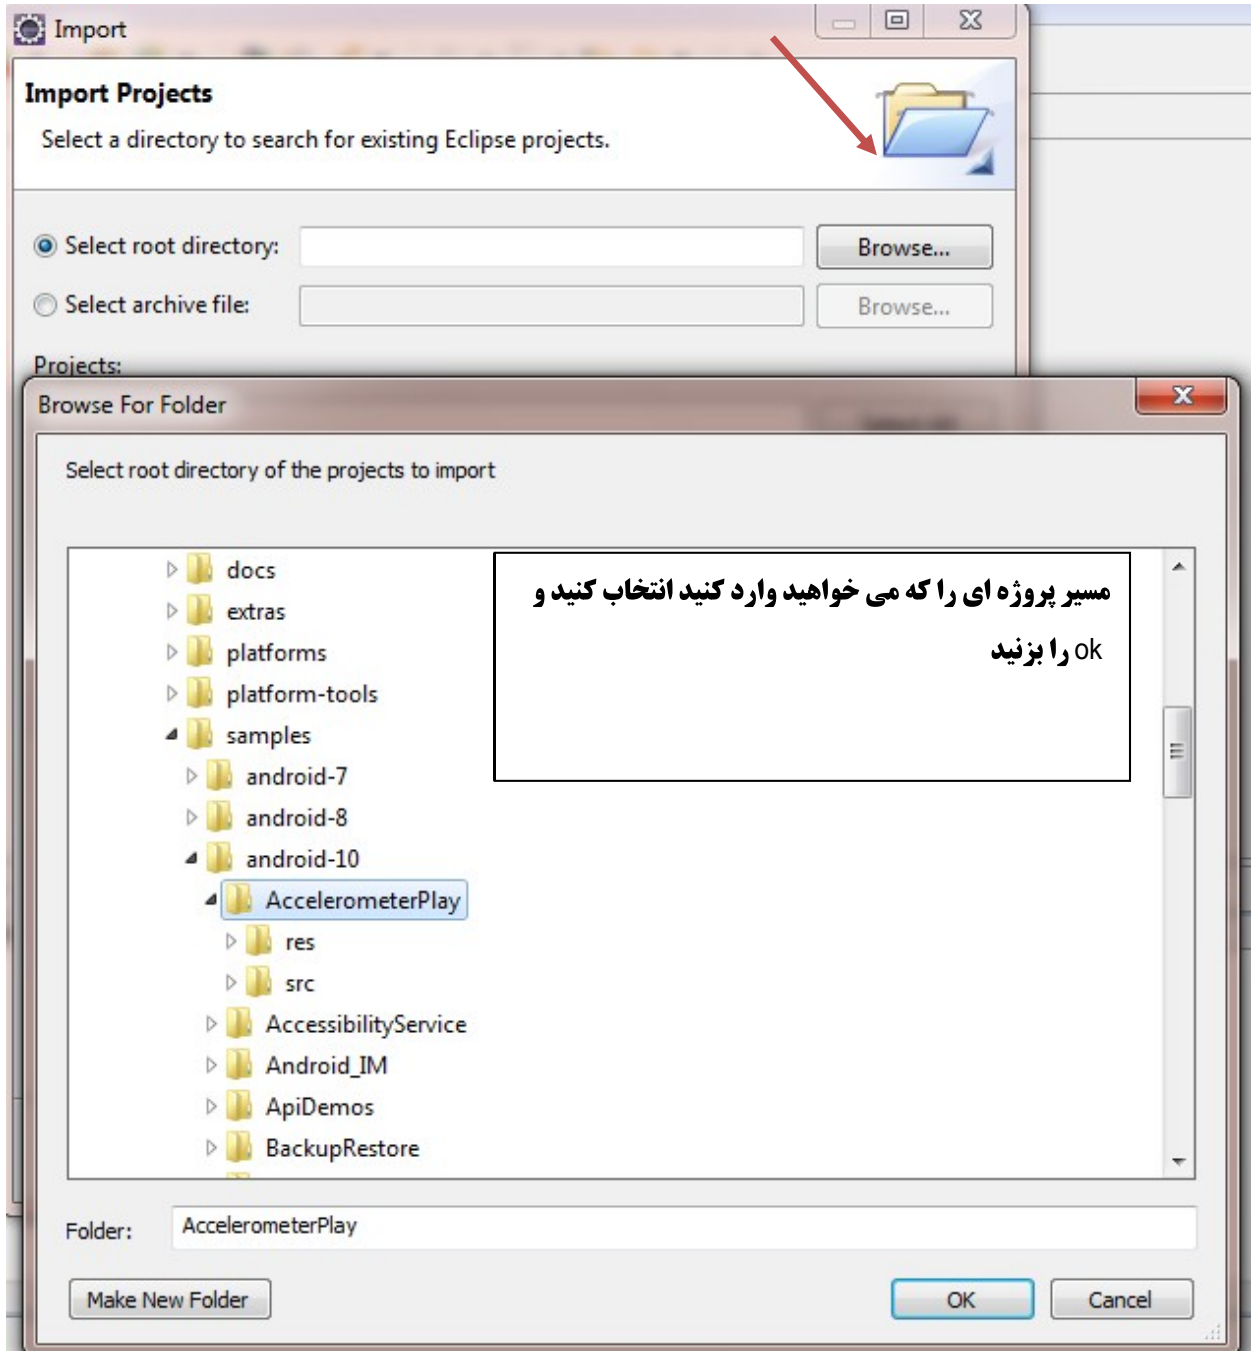 Import
Import Projects
Select a directory to search for existing Eclipse projects.
Select root directory:
Browse...
Select archive file:
Browse...
Projects:
Browse For Folder
Select root directory of the projects to import
docs
extras
platforms
platform-tools
samples
android-7
android-8
android-10
AccelerometerPlay
res
src
AccessibilityService
Android_IM
ApiDemos
BackupRestore
مسیر پروژه ای را که می خواهید وارد کنید انتخاب کنید و
ok را بزنید
Folder:
AccelerometerPlay
Make New Folder
OK
Cancel